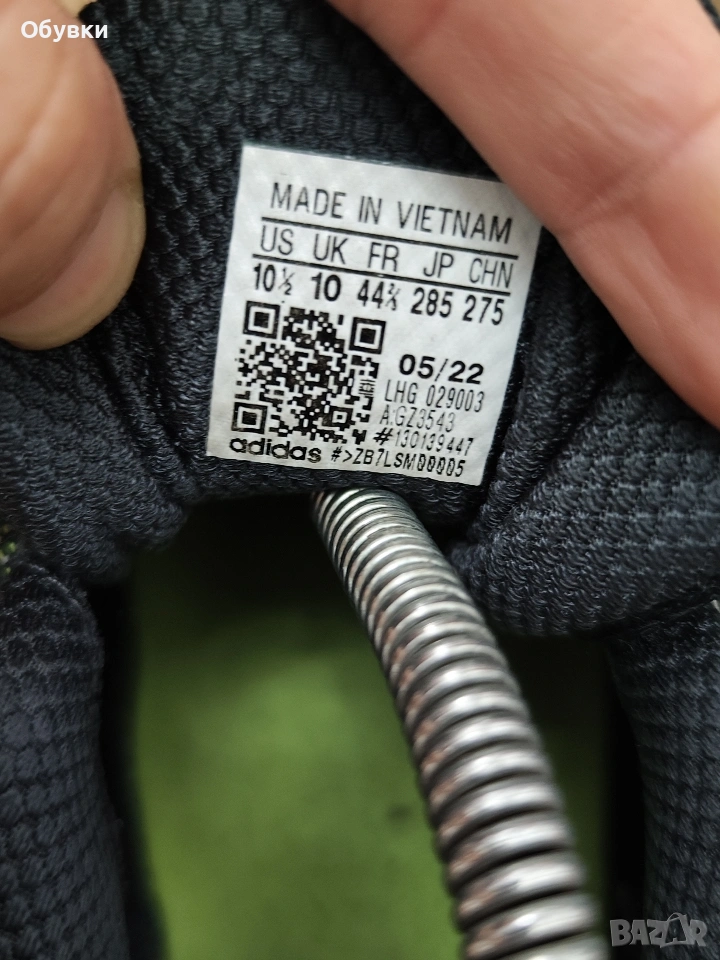 Обувки
MADE IN VIETNAM
US UK FR JP CHN
10½ 10 44⅔ 285 275
05/22
LHG 029003
A:GZ3543
#130139447
adidas #>ZB7LSM00005
BAZAR